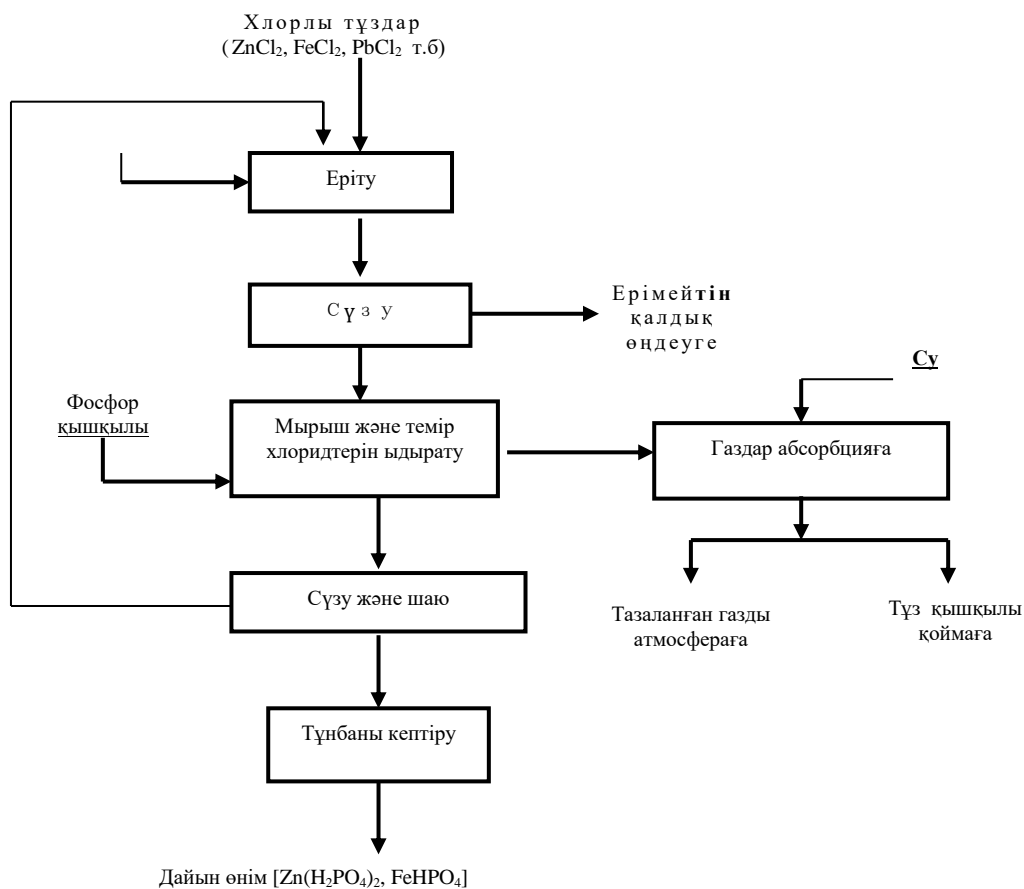 Хлорлы тұздар
(ZnCl₂, FeCl₂, PbCl₂ т.б)
Еріту
Сүзу
Ерімейтін
қалдық
өңдеуге
Су
Фосфор
қышқылы
Мырыш және темір
хлоридтерін ыдырату
Газдар абсорбцияға
Сүзу және шаю
Тазаланған газды
атмосфераға
Тұз қышқылы
қоймаға
Тұнбаны кептіру
Дайын өнім [Zn(H₂PO₄)₂, FeHPO₄]